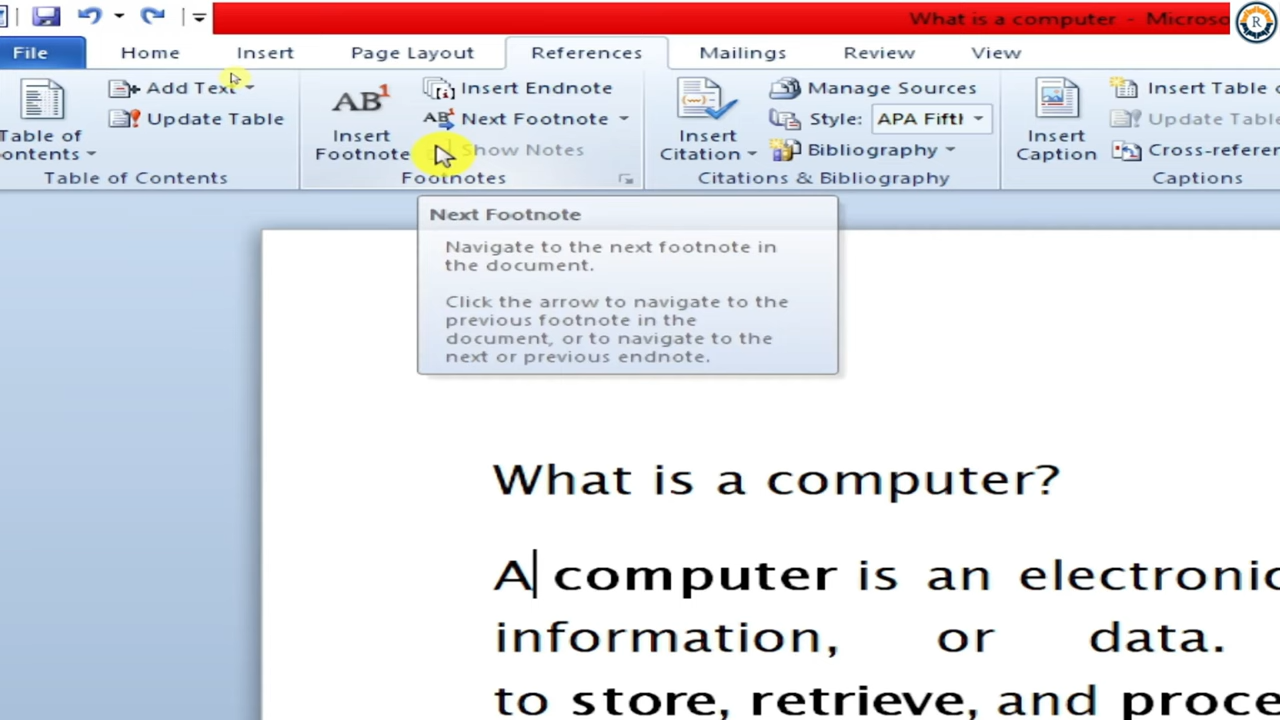 What is a computer - Microso
R
File Home Insert Page Layout References Mailings Review View
Add Text
Update Table
Table of
ontents
Table of Contents
AB1
Insert
Footnote
Insert Endnote
AB1 Next Footnote
Show Notes
Footnotes
Insert
Citation
Manage Sources
Style: APA Fifth
Bibliography
Citations & Bibliography
Insert
Caption
Insert Table o
Update Table
Cross-referen
Captions
Next Footnote
Navigate to the next footnote in
the document.
Click the arrow to navigate to the
previous footnote in the
document, or to navigate to the
next or previous endnote.
What is a computer?
A computer is an electronic
information, or data.
to store, retrieve, and proce